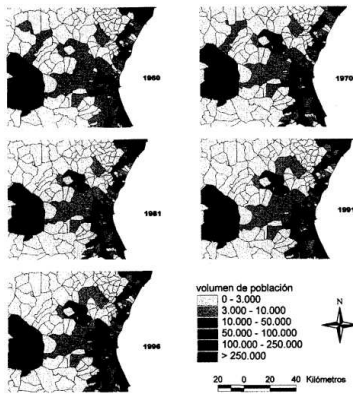 1960
1970
1981
1991
1996
volumen de población
0 - 3.000
3.000 - 10.000
10.000 - 50.000
50.000 - 100.000
100.000 - 250.000
> 250.000
N
20 0 20 40 Kilómetros